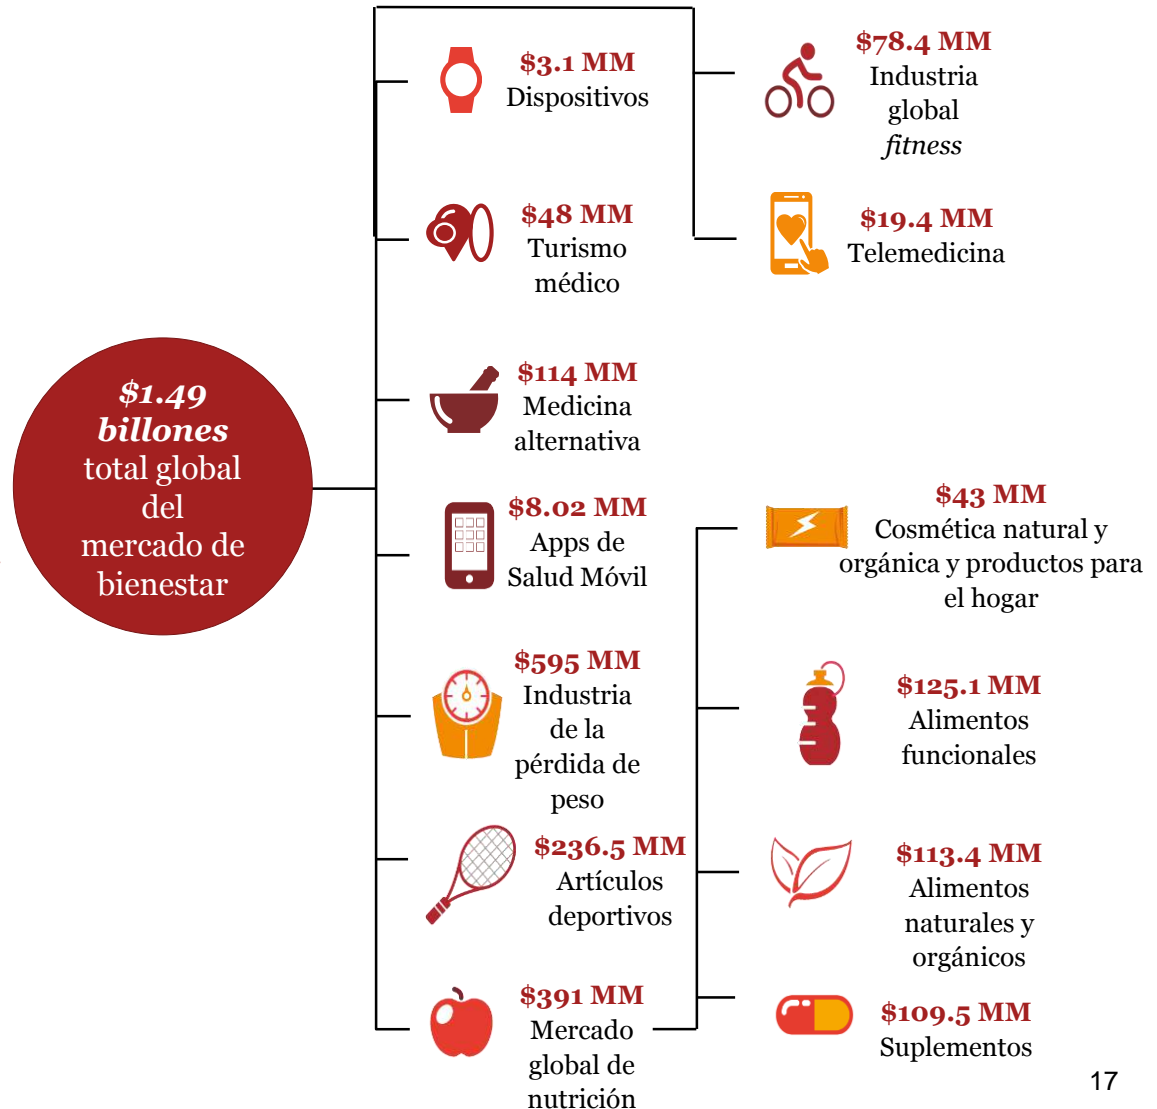 $1.49
billones
total global
del
mercado de
bienestar
$3.1 MM
Dispositivos
$48 MM
Turismo
médico
$114 MM
Medicina
alternativa
$8.02 MM
Apps de
Salud Móvil
$595 MM
Industria
de la
pérdida de
peso
$236.5 MM
Artículos
deportivos
$391 MM
Mercado
global de
nutrición
$78.4 MM
Industria
global
fitness
$19.4 MM
Telemedicina
$43 MM
Cosmética natural y
orgánica y productos para
el hogar
$125.1 MM
Alimentos
funcionales
$113.4 MM
Alimentos
naturales y
orgánicos
$109.5 MM
Suplementos
17